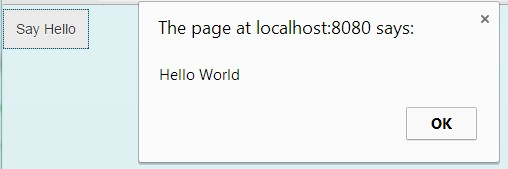 Say Hello
The page at localhost:8080 says:
Hello World
OK